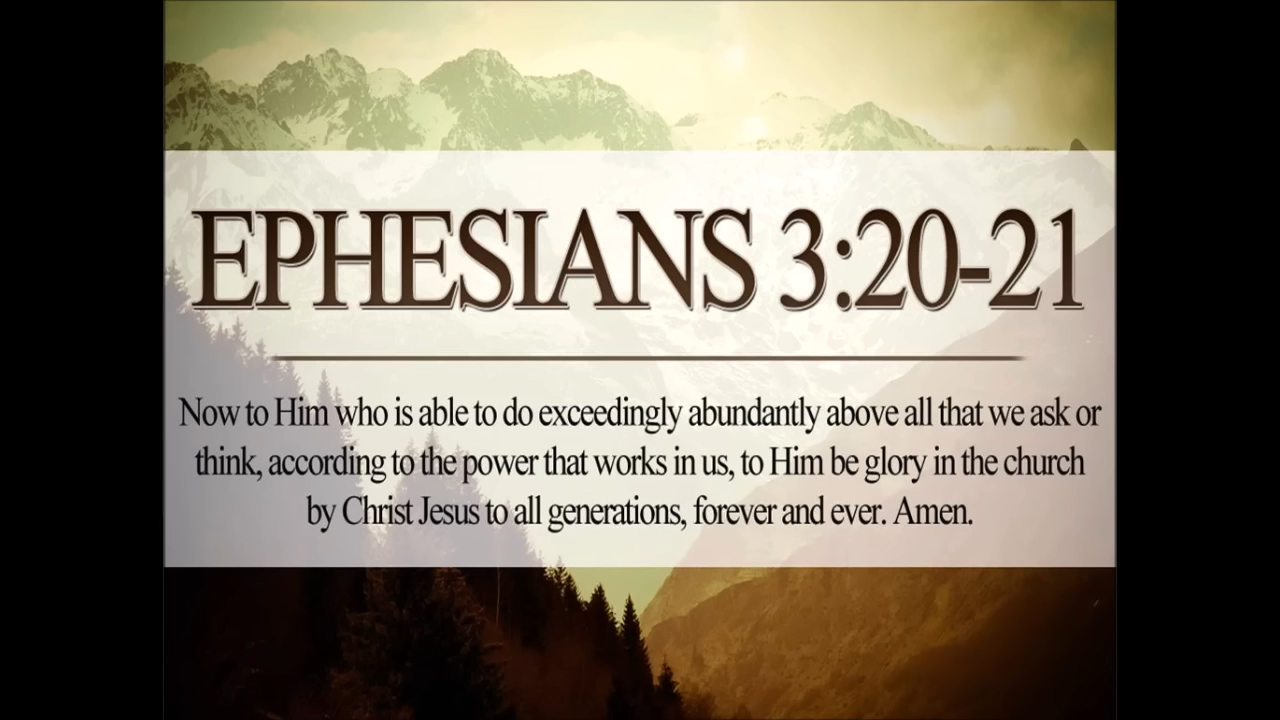 EPHESIANS 3:20-21
Now to Him who is able to do exceedingly abundantly above all that we ask or
think, according to the power that works in us, to Him be glory in the church
by Christ Jesus to all generations, forever and ever. Amen.